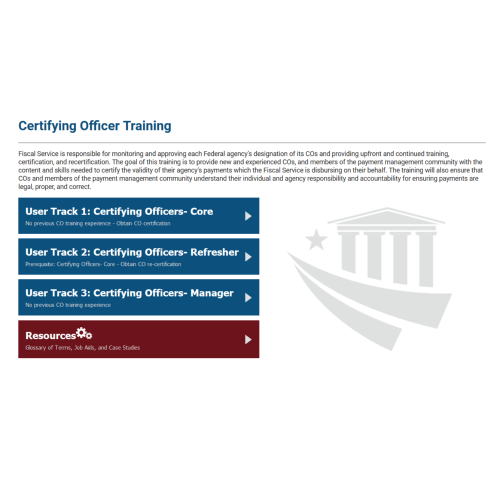 Certifying Officer Training
Fiscal Service is responsible for monitoring and approving each Federal agency's designation of its COs and providing upfront and continued training,
certification, and recertification. The goal of this training is to provide new and experienced COs, and members of the payment management community with the
content and skills needed to certify the validity of their agency's payments which the Fiscal Service is disbursing on their behalf. The training will also ensure that
COs and members of the payment management community understand their individual and agency responsibility and accountability for ensuring payments are
legal, proper, and correct.
User Track 1: Certifying Officers- Core
No previous CO training experience - Obtain CO certification
User Track 2: Certifying Officers- Refresher
Prerequisite: Certifying Officers- Core - Obtain CO re-certification
User Track 3: Certifying Officers- Manager
No previous CO training experience
Resources
Glossary of Terms, Job Aids, and Case Studies